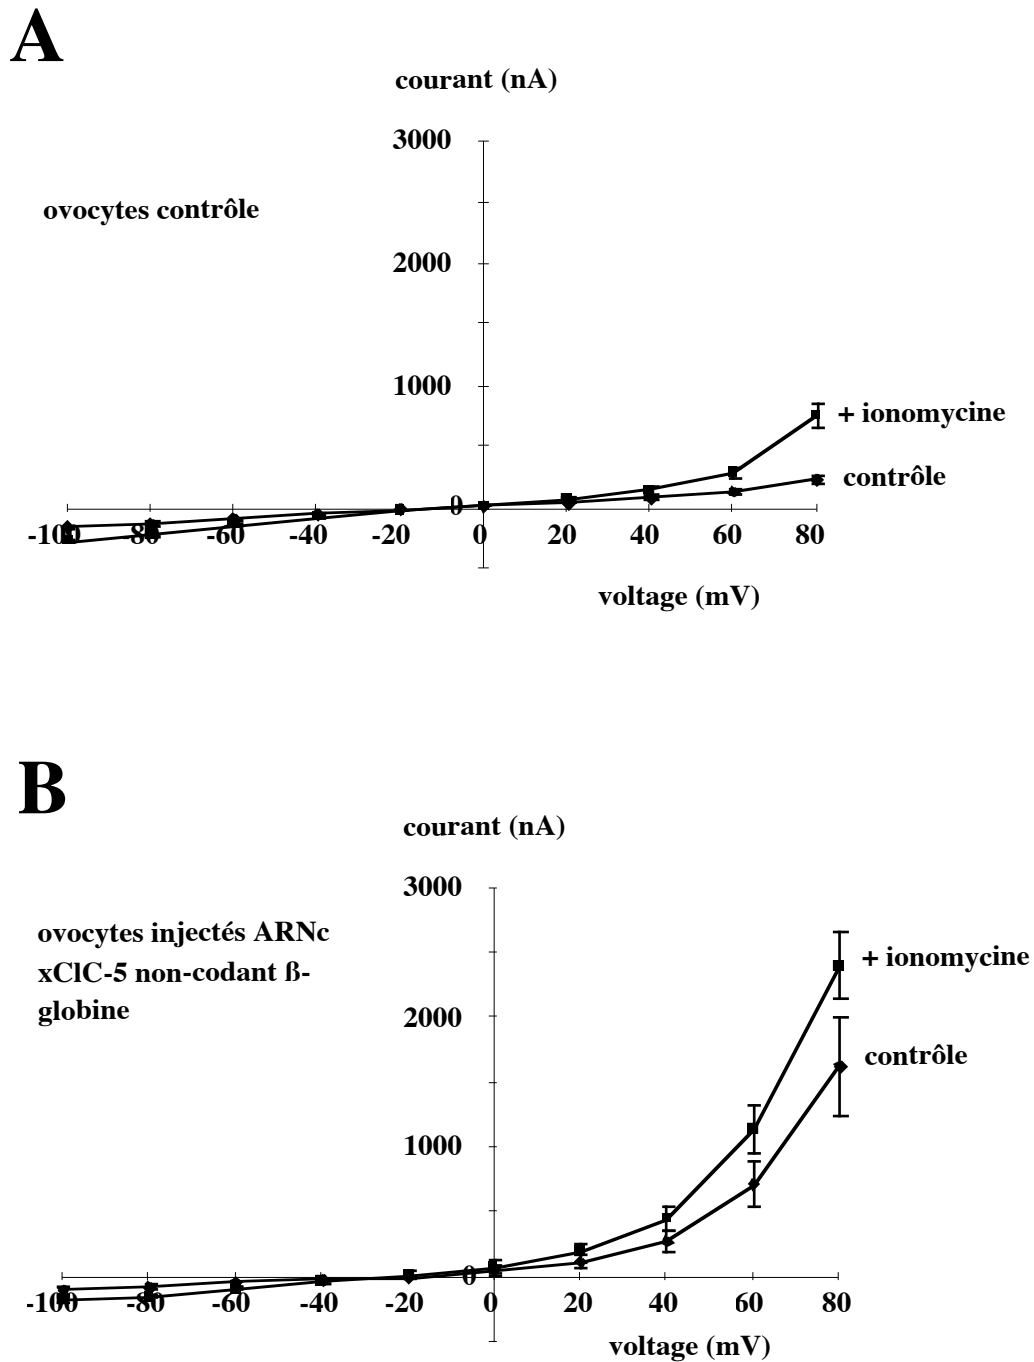 A
courant (nA)
3000
ovocytes contrôle
2000
1000
+ ionomycine
contrôle
0
-100 -80 -60 -40 -20 0 20 40 60 80
voltage (mV)
B
courant (nA)
3000
ovocytes injectés ARNc
xClC-5 non-codant ß-
globine
+ ionomycine
2000
contrôle
1000
0
-100 -80 -60 -40 -20 0 20 40 60 80
voltage (mV)